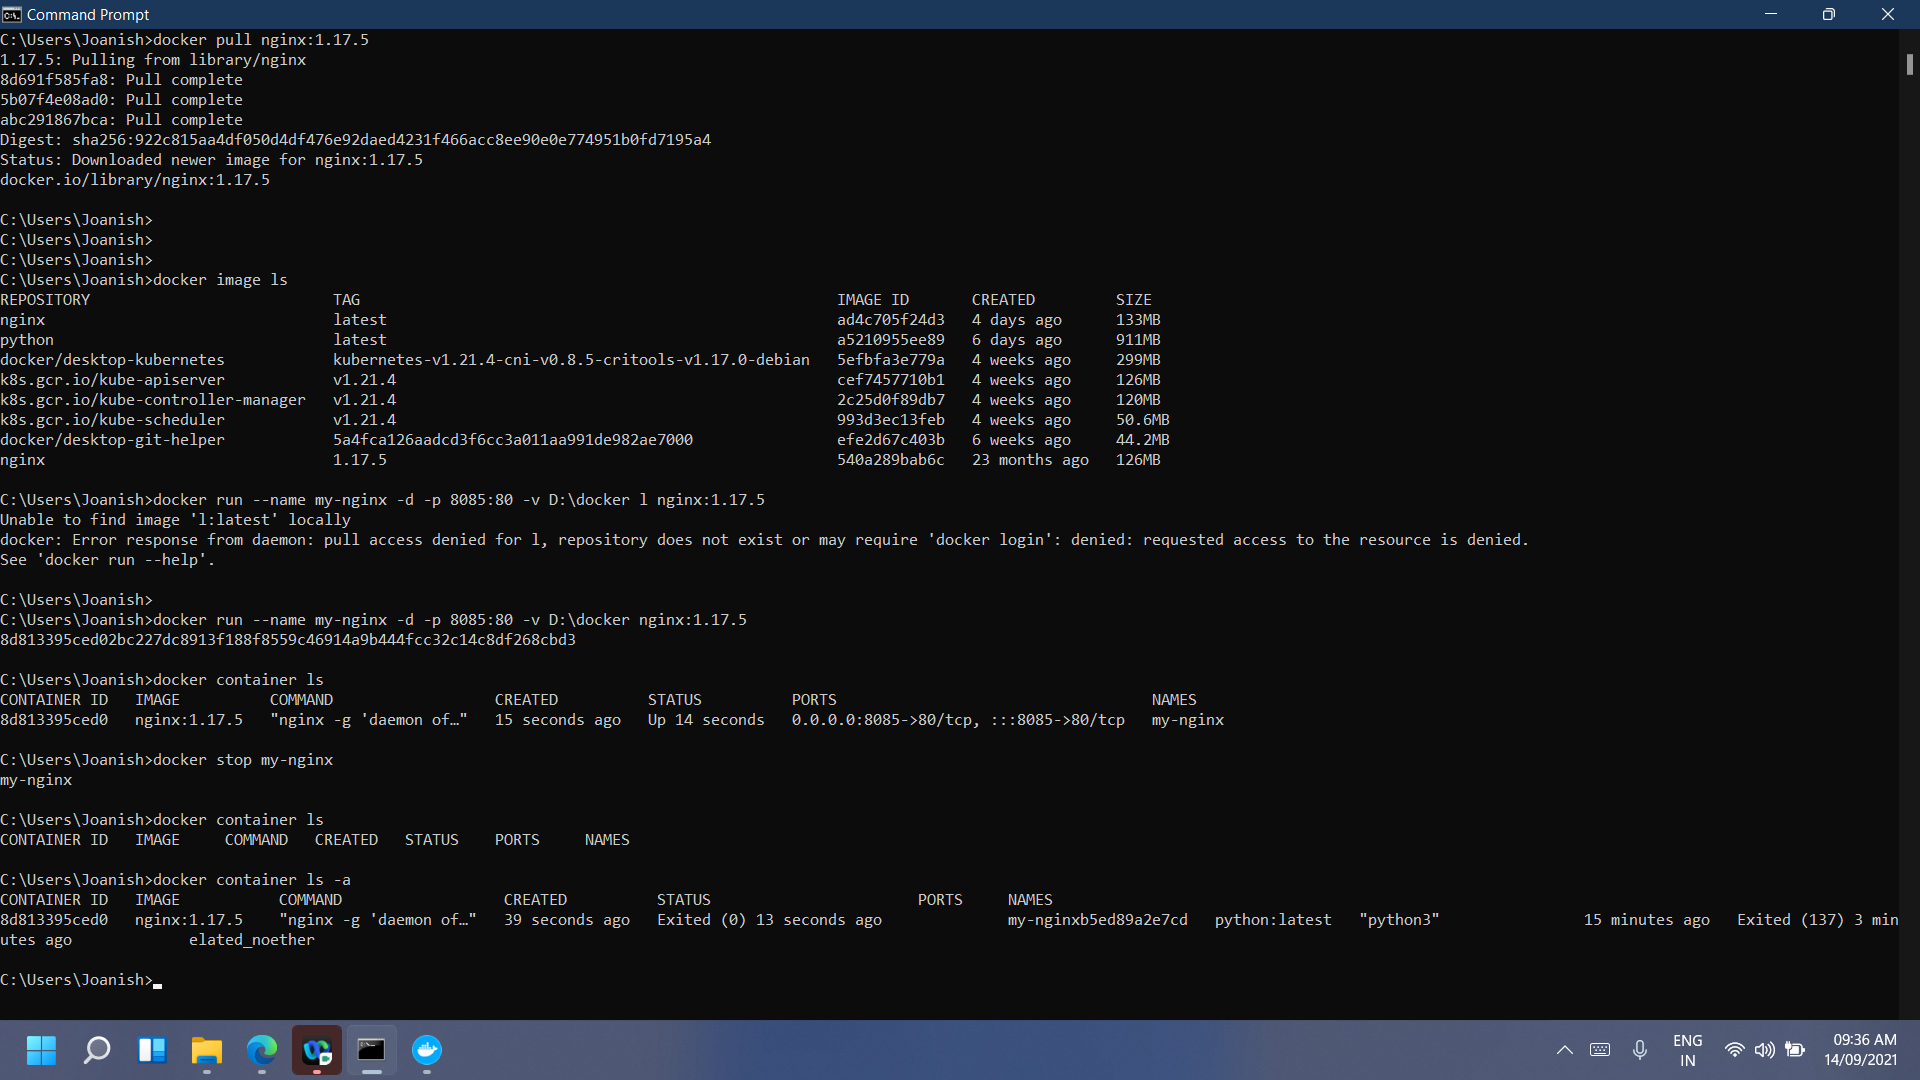 Command Prompt
C:\Users\Joanish>docker pull nginx:1.17.5
1.17.5: Pulling from library/nginx
8d691f585fa8: Pull complete
5b07f4e08ad0: Pull complete
abc291867bca: Pull complete
Digest: sha256:922c815aa4df050d4df476e92daed4231f466acc8ee90e0e774951b0fd7195a4
Status: Downloaded newer image for nginx:1.17.5
docker.io/library/nginx:1.17.5
C:\Users\Joanish>
C:\Users\Joanish>
C:\Users\Joanish>
C:\Users\Joanish>docker image ls
REPOSITORY TAG IMAGE ID CREATED SIZE
nginx latest ad4c705f24d3 4 days ago 133MB
python latest a5210955ee89 6 days ago 911MB
docker/desktop-kubernetes kubernetes-v1.21.4-cni-v0.8.5-critools-v1.17.0-debian 5efbfa3e779a 4 weeks ago 299MB
k8s.gcr.io/kube-apiserver v1.21.4 cef7457710b1 4 weeks ago 126MB
k8s.gcr.io/kube-controller-manager v1.21.4 2c25d0f89db7 4 weeks ago 120MB
k8s.gcr.io/kube-scheduler v1.21.4 993d3ec13feb 4 weeks ago 50.6MB
docker/desktop-git-helper 5a4fca126aadcd3f6cc3a011aa991de982ae7000 efe2d67c403b 6 weeks ago 44.2MB
nginx 1.17.5 540a289bab6c 23 months ago 126MB
C:\Users\Joanish>docker run --name my-nginx -d -p 8085:80 -v D:\docker l nginx:1.17.5
Unable to find image 'l:latest' locally
docker: Error response from daemon: pull access denied for l, repository does not exist or may require 'docker login': denied: requested access to the resource is denied.
See 'docker run --help'.
C:\Users\Joanish>
C:\Users\Joanish>docker run --name my-nginx -d -p 8085:80 -v D:\docker nginx:1.17.5
8d813395ced02bc227dc8913f188f8559c46914a9b444fcc32c14c8df268cbd3
C:\Users\Joanish>docker container ls
CONTAINER ID IMAGE COMMAND CREATED STATUS PORTS NAMES
8d813395ced0 nginx:1.17.5 "nginx -g 'daemon of…" 15 seconds ago Up 14 seconds 0.0.0.0:8085->80/tcp, :::8085->80/tcp my-nginx
C:\Users\Joanish>docker stop my-nginx
my-nginx
C:\Users\Joanish>docker container ls
CONTAINER ID IMAGE COMMAND CREATED STATUS PORTS NAMES
C:\Users\Joanish>docker container ls -a
CONTAINER ID IMAGE COMMAND CREATED STATUS PORTS NAMES
8d813395ced0 nginx:1.17.5 "nginx -g 'daemon of…" 39 seconds ago Exited (0) 13 seconds ago my-nginxb5ed89a2e7cd python:latest "python3" 15 minutes ago Exited (137) 3 min
utes ago elated_noether
C:\Users\Joanish>
ENG
IN
09:36 AM
14/09/2021